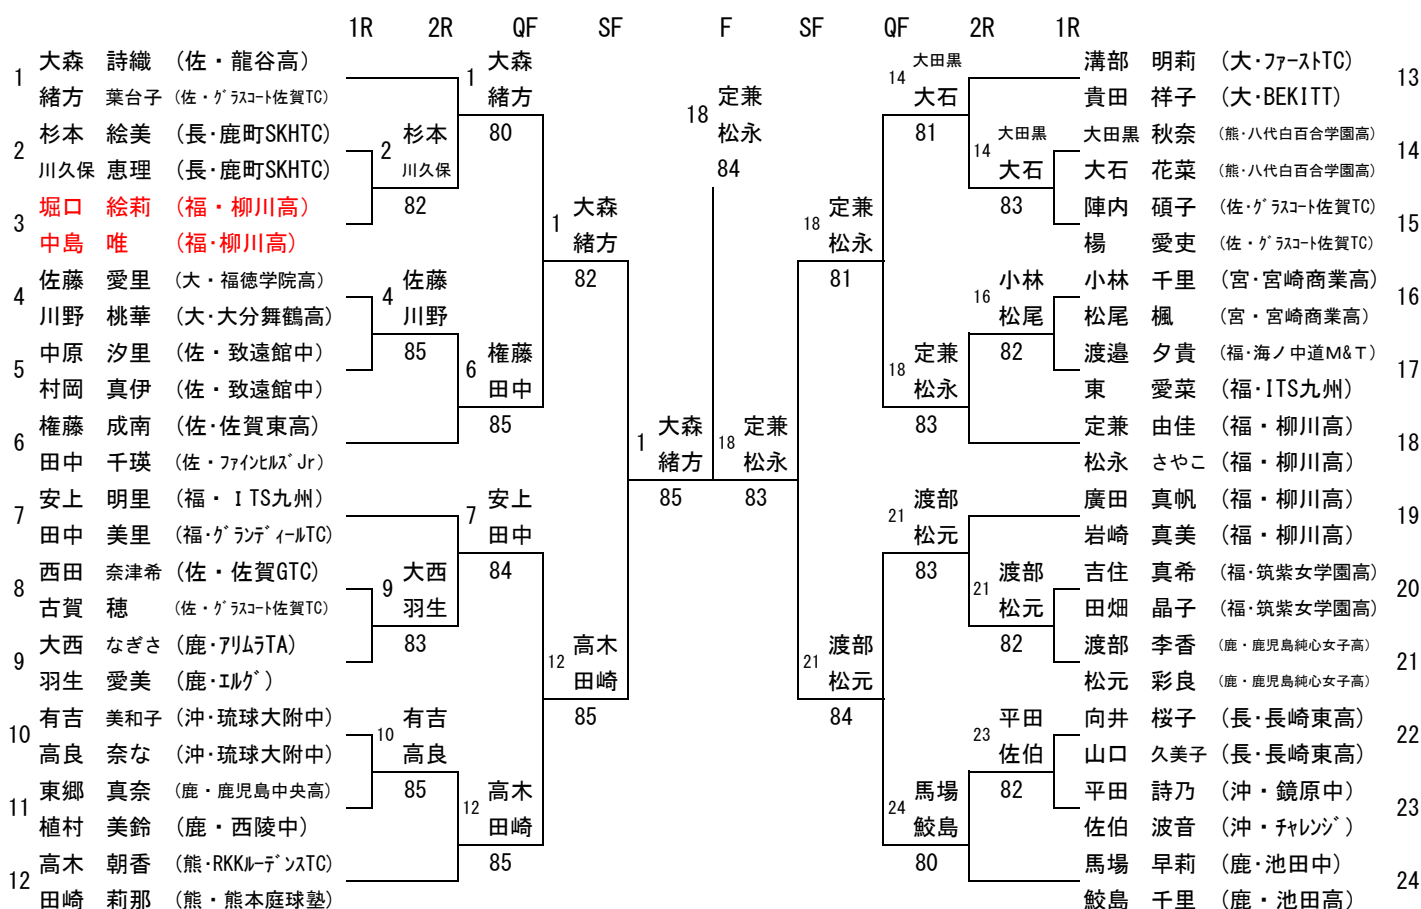 1R 2R QF SF F SF QF 2R 1R
1 大森 詩織 (佐・龍谷高)
緒方 葉台子 (佐・グラスコート佐賀TC)
2 杉本 絵美 (長・鹿町SKHTC)
川久保 恵理 (長・鹿町SKHTC)
3 堀口 絵莉 (福・柳川高)
中島 唯 (福・柳川高)
4 佐藤 愛里 (大・福徳学院高)
川野 桃華 (大・大分舞鶴高)
5 中原 汐里 (佐・致遠館中)
村岡 真伊 (佐・致遠館中)
6 権藤 成南 (佐・佐賀東高)
田中 千瑛 (佐・ファインヒルズJr)
7 安上 明里 (福・ITS九州)
田中 美里 (福・グランディールTC)
8 西田 奈津希 (佐・佐賀GTC)
古賀 穂 (佐・グラスコート佐賀TC)
9 大西 なぎさ (鹿・アリムラTA)
羽生 愛美 (鹿・エルグ)
10 有吉 美和子 (沖・琉球大附中)
高良 奈な (沖・琉球大附中)
11 東郷 真奈 (鹿・鹿児島中央高)
植村 美鈴 (鹿・西陵中)
12 高木 朝香 (熊・RKKルーデンスTC)
田崎 莉那 (熊・熊本庭球塾)
2 杉本
川久保
82
4 佐藤
川野
85
9 大西
羽生
83
10 有吉
高良
85
1 大森
緒方
80
6 権藤
田中
85
7 安上
田中
84
12 高木
田崎
85
1 大森
緒方
82
12 高木
田崎
85
1 大森
緒方
85
18 定兼
松永
84
18 定兼
松永
83
18 定兼
松永
81
21 渡部
松元
84
14 大田黒
大石
81
18 定兼
松永
83
21 渡部
松元
83
24 馬場
鮫島
80
14 大田黒
大石
83
16 小林
松尾
82
21 渡部
松元
82
23 平田
佐伯
82
溝部 明莉 (大・ファーストTC) 13
貴田 祥子 (大・BEKITT)
大田黒 秋奈 (熊・八代白百合学園高) 14
大石 花菜 (熊・八代白百合学園高)
陣内 碩子 (佐・グラスコート佐賀TC) 15
楊 愛吏 (佐・グラスコート佐賀TC)
小林 千里 (宮・宮崎商業高) 16
松尾 楓 (宮・宮崎商業高)
渡邉 夕貴 (福・海ノ中道M&T) 17
東 愛菜 (福・ITS九州)
定兼 由佳 (福・柳川高) 18
松永 さやこ (福・柳川高)
廣田 真帆 (福・柳川高) 19
岩崎 真美 (福・柳川高)
吉住 真希 (福・筑紫女学園高) 20
田畑 晶子 (福・筑紫女学園高)
渡部 李香 (鹿・鹿児島純心女子高) 21
松元 彩良 (鹿・鹿児島純心女子高)
向井 桜子 (長・長崎東高) 22
山口 久美子 (長・長崎東高)
平田 詩乃 (沖・鏡原中) 23
佐伯 波音 (沖・チャレンジ)
馬場 早莉 (鹿・池田中) 24
鮫島 千里 (鹿・池田高)